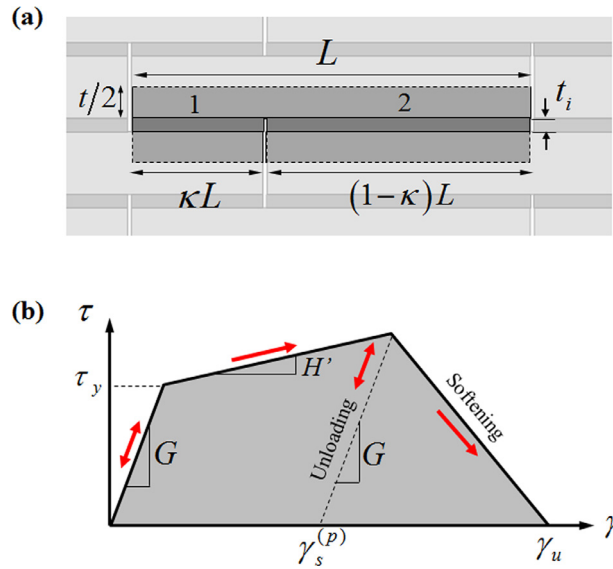 (a)
L
t/2
1
2
t_i
κL
(1−κ)L
(b)
τ
τ_y
H'
G
Unloading
G
Softening
γ_s^{(p)}
γ_u
γ